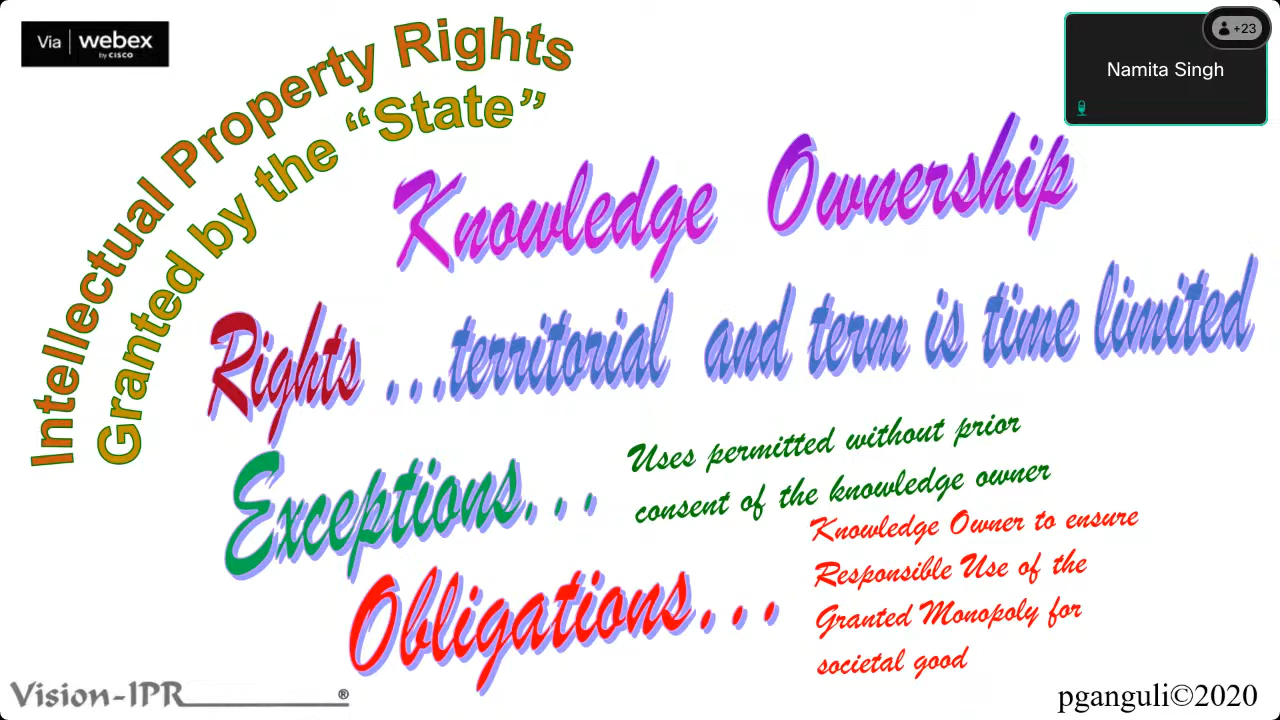 Via | webex
by CISCO
+23
Namita Singh
Intellectual Property Rights
Granted by the “State”
Knowledge Ownership
Rights ...territorial and term is time limited
Exceptions...
Uses permitted without prior
consent of the knowledge owner
Obligations...
Knowledge Owner to ensure
Responsible Use of the
Granted Monopoly for
societal good
Vision-IPR ®
pganguli©2020